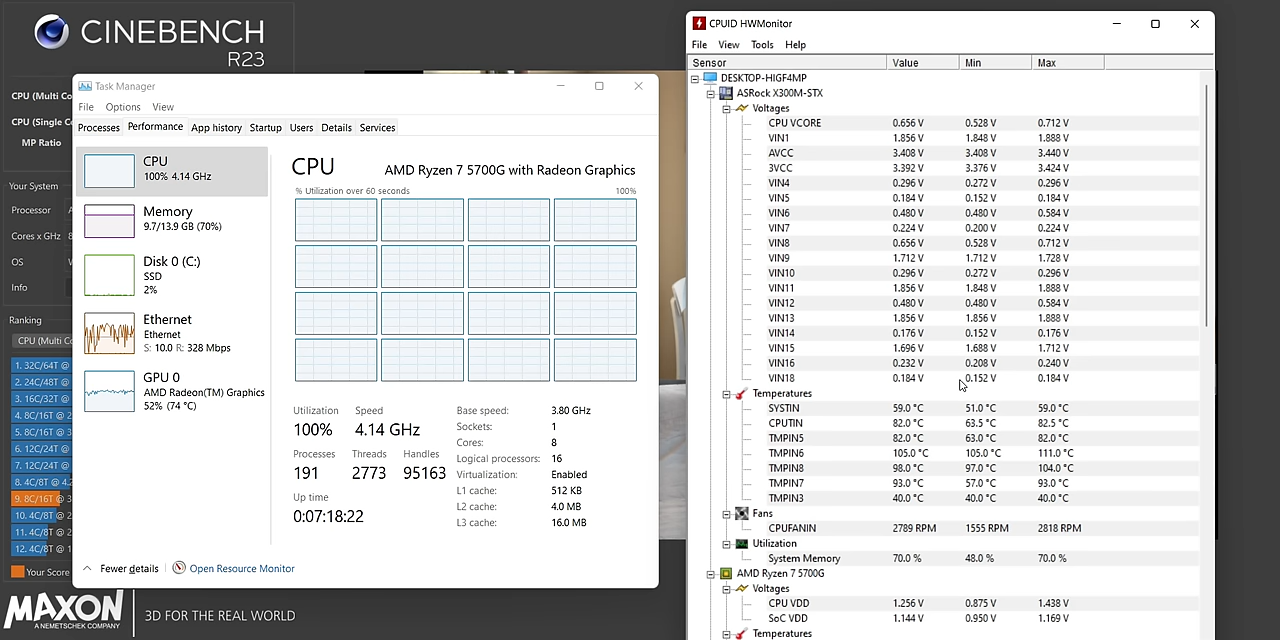 CINEBENCH
R23
CPU (Multi Co
CPU (Single C
MP Ratio
Your System
Processor
Cores x GHz 8
OS
Info
Ranking
CPU (Multi Co
1. 32C/64T @
2. 24C/48T @
3. 16C/32T @
4. 8C/16T @ 2
5. 8C/16T @ 3
6. 12C/24T @
7. 12C/24T @
8. 4C/8T @ 4.2
9. 8C/16T @ 3
10. 4C/8T @ 2
11. 4C/8T @ 2
12. 4C/8T @ 1
Your Score
MAXON
A NEMETSCHEK COMPANY
3D FOR THE REAL WORLD
Task Manager
File Options View
Processes Performance App history Startup Users Details Services
CPU
100% 4.14 GHz
Memory
9.7/13.9 GB (70%)
Disk 0 (C:)
SSD
2%
Ethernet
Ethernet
S: 10.0 R: 328 Mbps
GPU 0
AMD Radeon(TM) Graphics
52% (74 °C)
CPU AMD Ryzen 7 5700G with Radeon Graphics
% Utilization over 60 seconds 100%
Utilization Speed
100% 4.14 GHz
Processes Threads Handles
191 2773 95163
Up time
0:07:18:22
Base speed: 3.80 GHz
Sockets: 1
Cores: 8
Logical processors: 16
Virtualization: Enabled
L1 cache: 512 KB
L2 cache: 4.0 MB
L3 cache: 16.0 MB
Fewer details Open Resource Monitor
CPUID HWMonitor
File View Tools Help
Sensor Value Min Max
DESKTOP-HIGF4MP
ASRock X300M-STX
Voltages
CPU VCORE 0.656 V 0.528 V 0.712 V
VIN1 1.856 V 1.848 V 1.888 V
AVCC 3.408 V 3.408 V 3.440 V
3VCC 3.392 V 3.376 V 3.424 V
VIN4 0.296 V 0.272 V 0.296 V
VIN5 0.184 V 0.152 V 0.184 V
VIN6 0.480 V 0.480 V 0.584 V
VIN7 0.224 V 0.200 V 0.224 V
VIN8 0.656 V 0.528 V 0.712 V
VIN9 1.712 V 1.712 V 1.728 V
VIN10 0.296 V 0.272 V 0.296 V
VIN11 1.856 V 1.848 V 1.888 V
VIN12 0.480 V 0.480 V 0.584 V
VIN13 1.856 V 1.856 V 1.888 V
VIN14 0.176 V 0.152 V 0.176 V
VIN15 1.696 V 1.688 V 1.712 V
VIN16 0.232 V 0.208 V 0.240 V
VIN18 0.184 V 0.152 V 0.184 V
Temperatures
SYSTIN 59.0 °C 51.0 °C 59.0 °C
CPUTIN 82.0 °C 63.5 °C 82.5 °C
TMPIN5 82.0 °C 63.0 °C 82.0 °C
TMPIN6 105.0 °C 105.0 °C 111.0 °C
TMPIN8 98.0 °C 97.0 °C 104.0 °C
TMPIN7 93.0 °C 57.0 °C 93.0 °C
TMPIN3 40.0 °C 40.0 °C 40.0 °C
Fans
CPUFANIN 2789 RPM 1555 RPM 2818 RPM
Utilization
System Memory 70.0 % 48.0 % 70.0 %
AMD Ryzen 7 5700G
Voltages
CPU VDD 1.256 V 0.875 V 1.438 V
SoC VDD 1.144 V 0.950 V 1.169 V
Temperatures